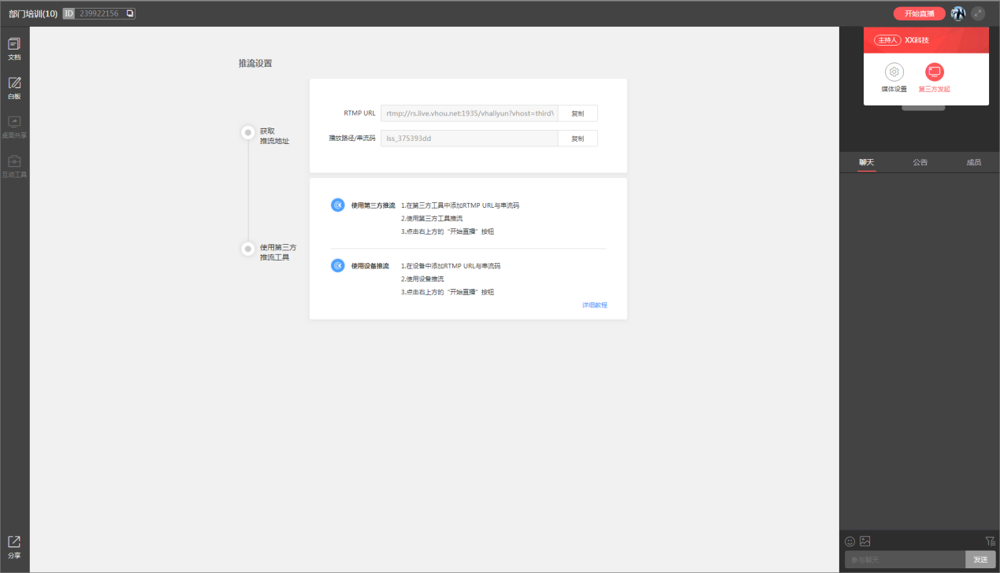 部门培训(10) ID 239922156
开始直播
文档
白板
桌面共享
互动工具
分享
推流设置
获取
推流地址
RTMP URL rtmp://rs.live.vhou.net:1935/vhallyun?vhost=third\ 复制
播放路径/串流码 lss_375393dd 复制
使用第三方
推流工具
使用第三方推流 1.在第三方工具中添加RTMP URL与串流码
2.使用第三方工具推流
3.点击右上方的“开始直播”按钮
使用设备推流 1.在设备中添加RTMP URL与串流码
2.使用设备推流
3.点击右上方的“开始直播”按钮
详细教程
主持人 XX科技
媒体设置 第三方发起
聊天 公告 成员
参与聊天 发送